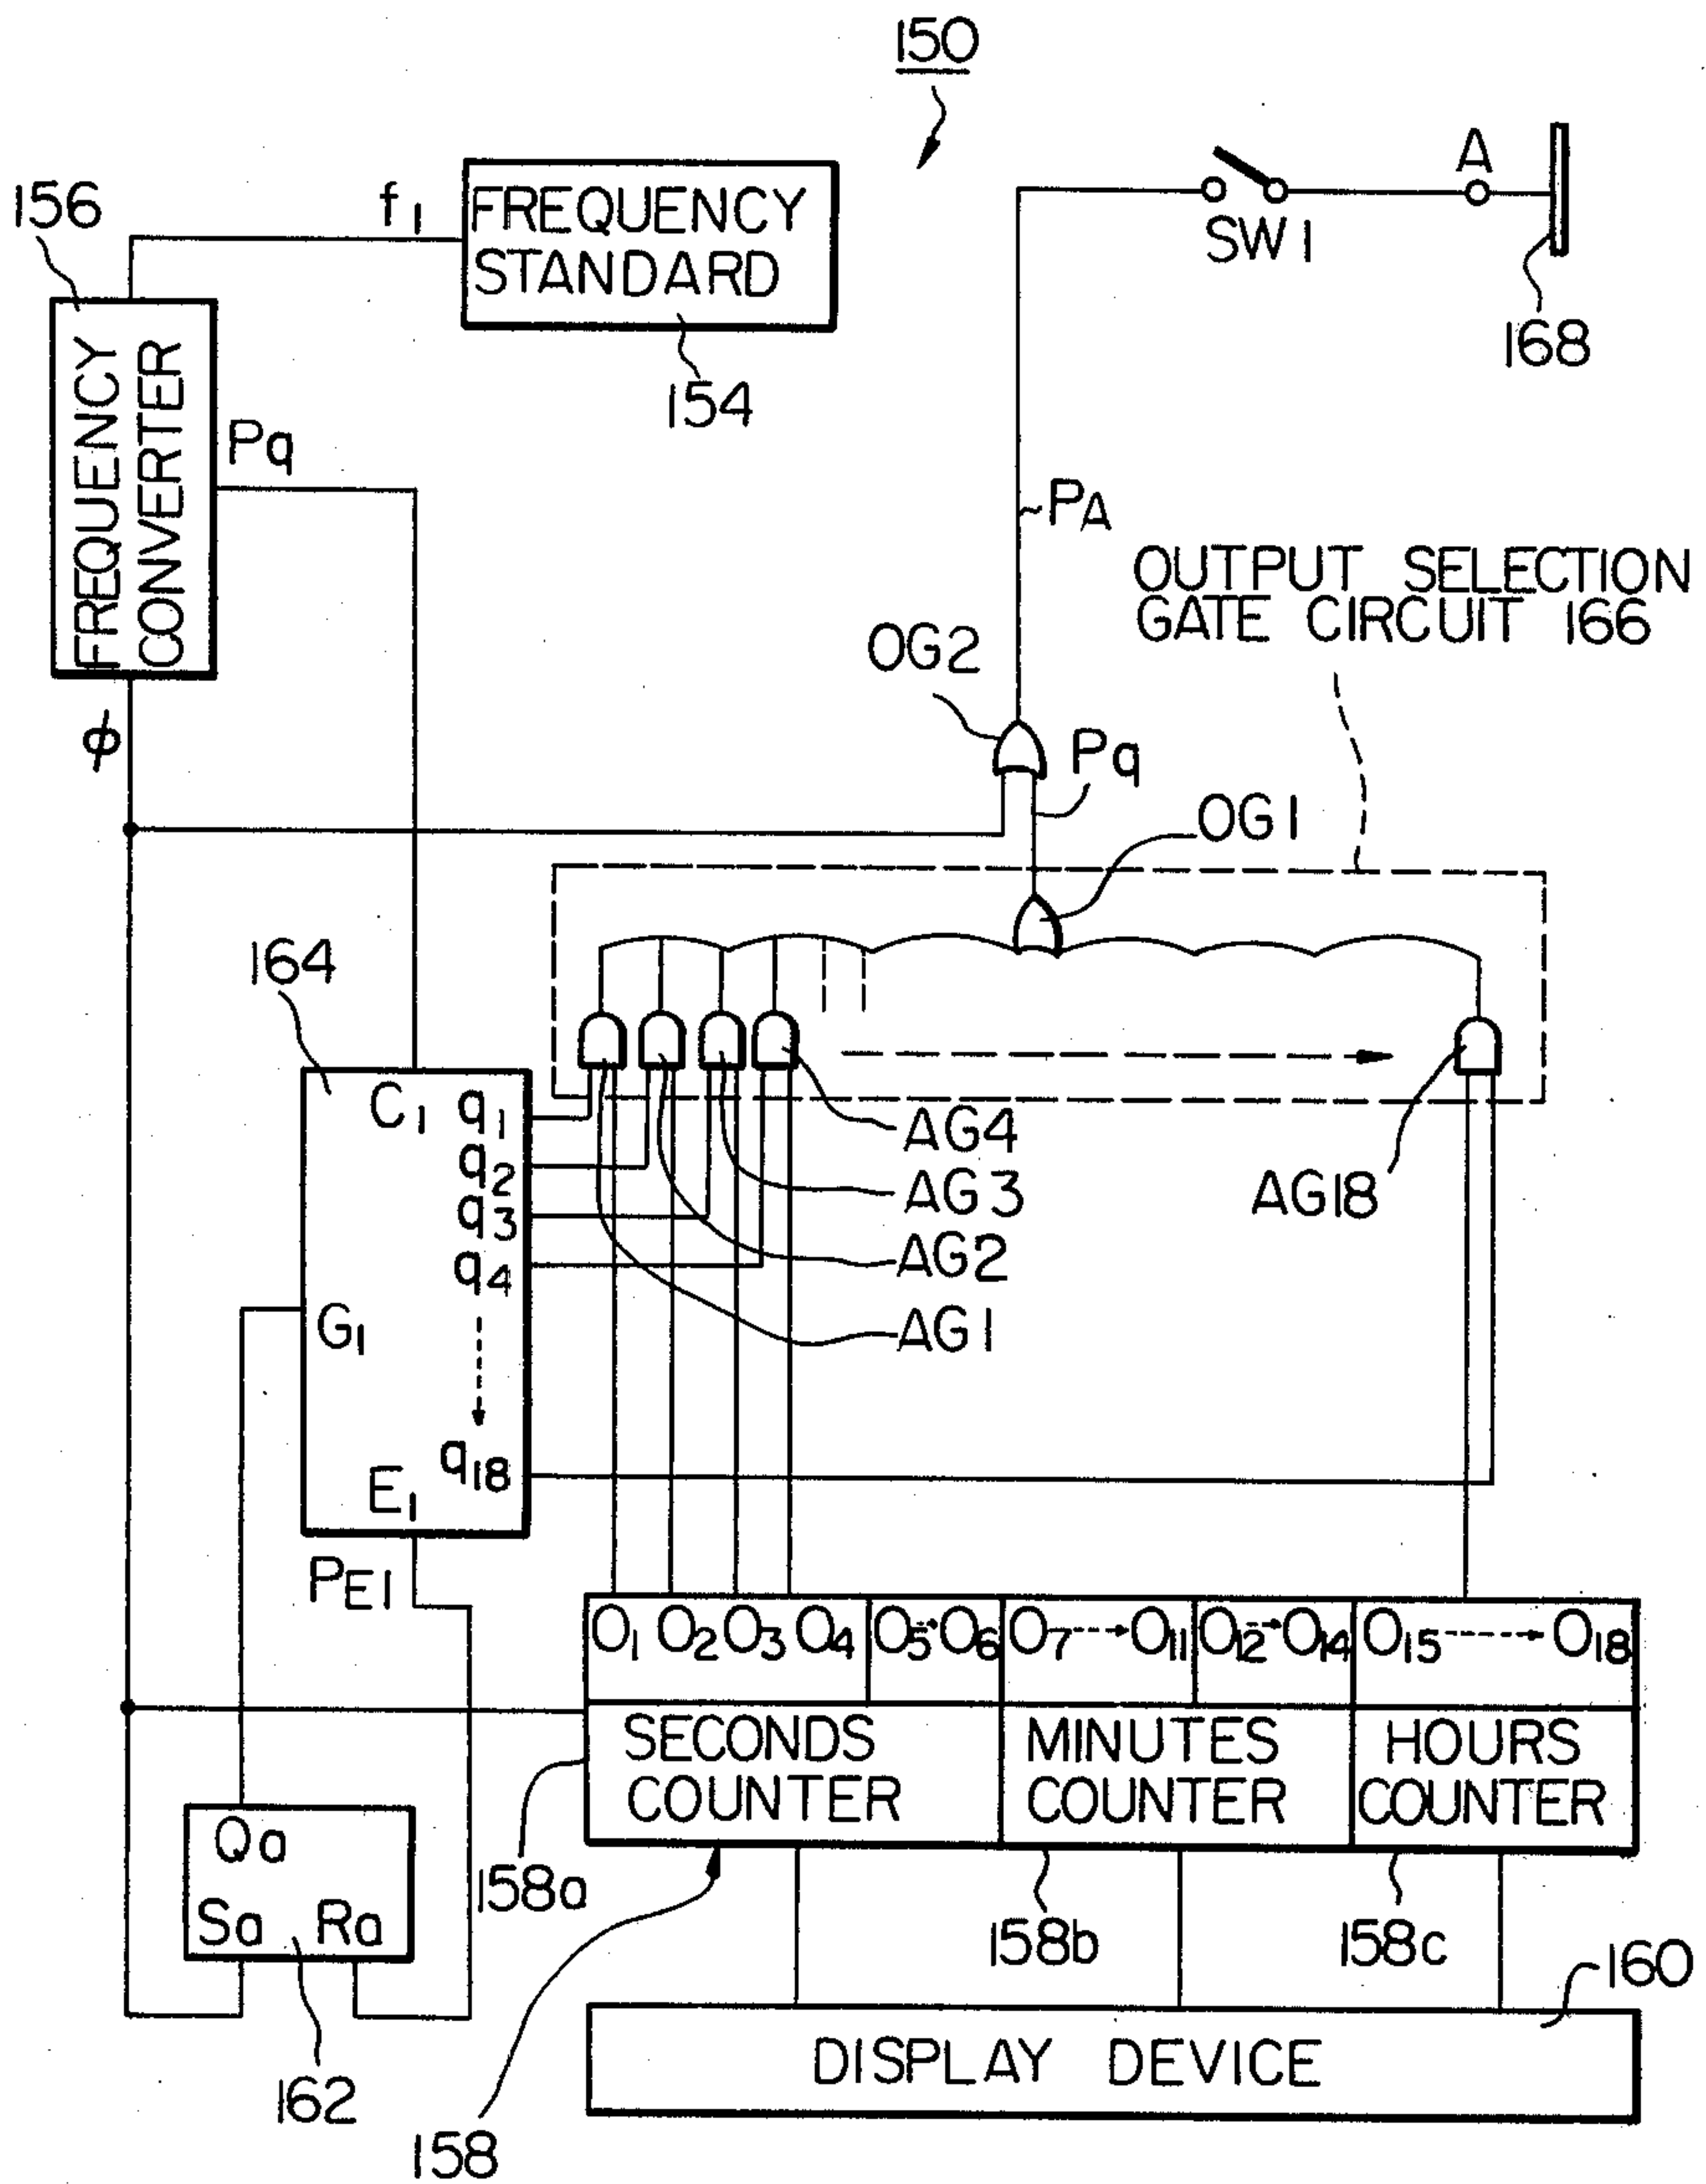 150
156
f1
FREQUENCY
STANDARD
154
A
SW1
168
FREQUENCY
CONVERTER
Pq
PA
OUTPUT SELECTION
GATE CIRCUIT 166
OG2
ϕ
Pq
OG1
164
C1
q1
q2
q3
q4
q18
G1
E1
AG4
AG3
AG2
AG1
AG18
PE1
O1 O2 O3 O4 O5 O6 O7 O11 O12 O14 O15 O18
SECONDS
COUNTER
MINUTES
COUNTER
HOURS
COUNTER
Qa
Sa Ra
158a
158b
158c
160
162
158
DISPLAY DEVICE